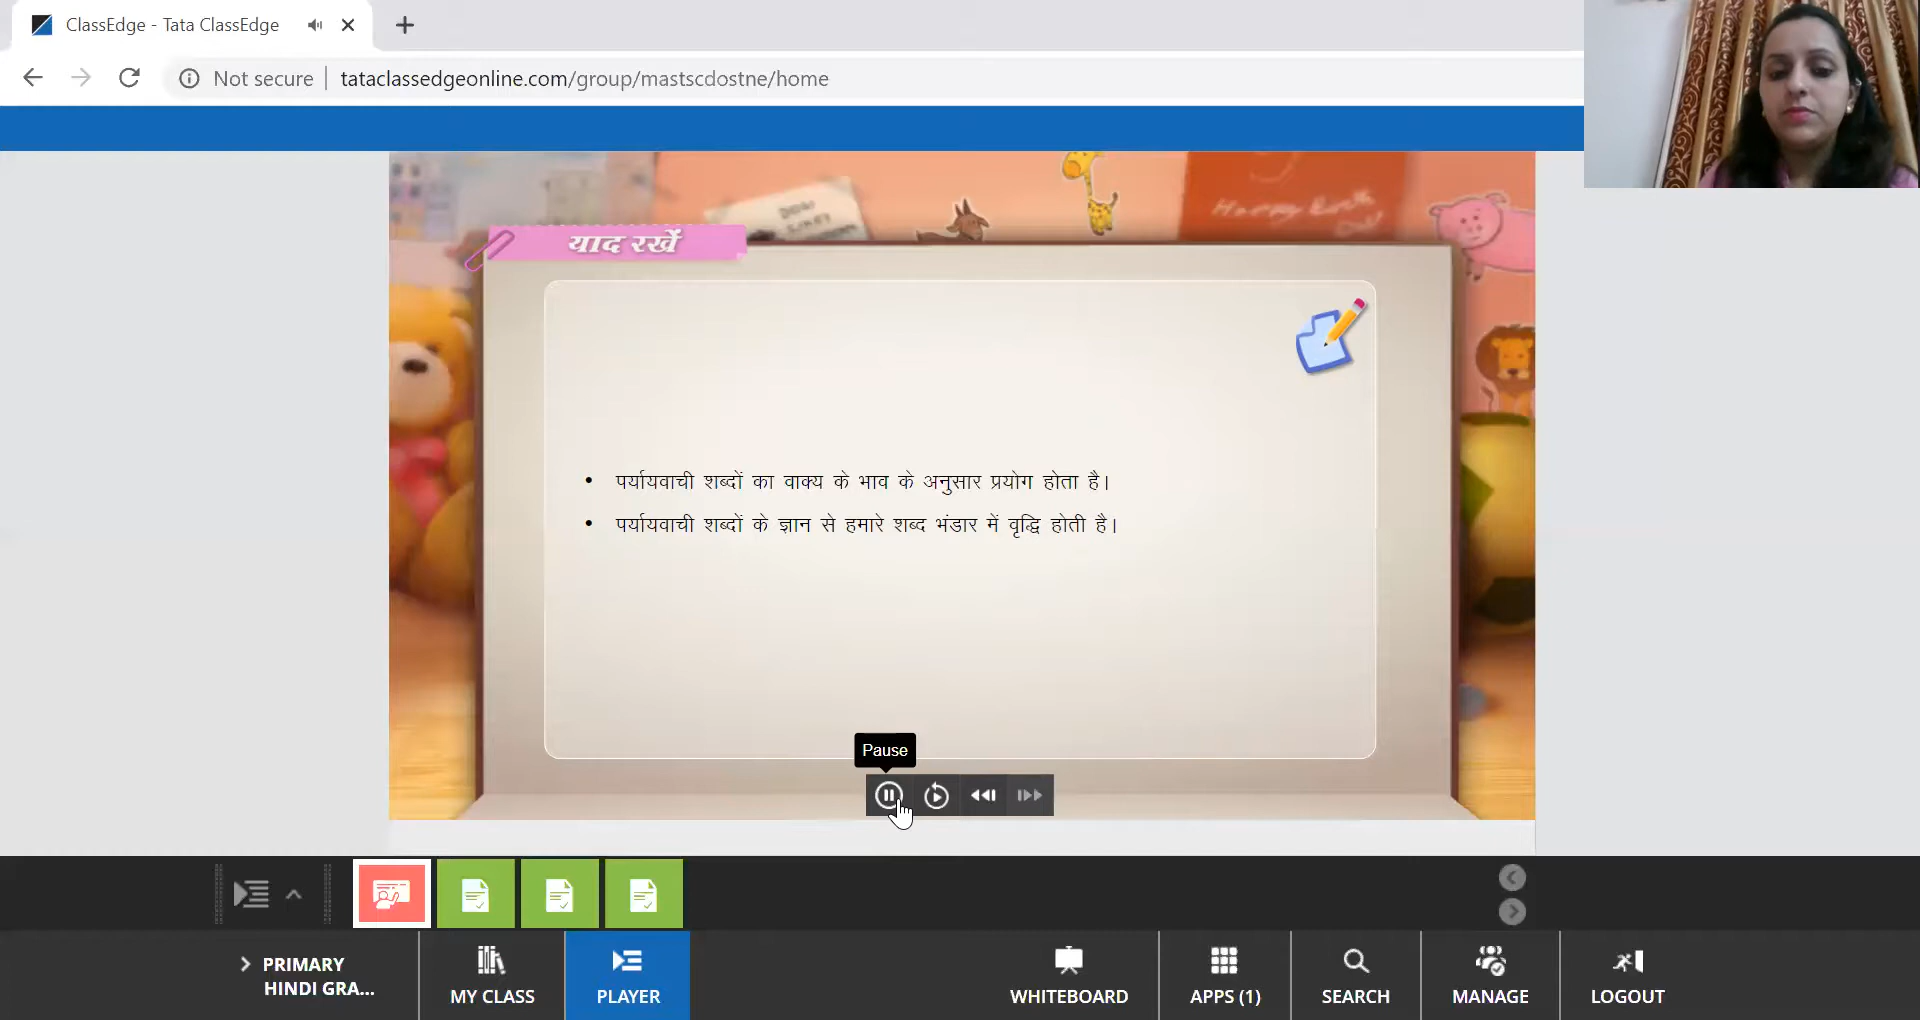 ClassEdge - Tata ClassEdge
Not secure
tataclassedgeonline.com/group/mastscdostne/home
याद रखें
पर्यायवाची शब्दों का वाक्य के भाव के अनुसार प्रयोग होता है।
पर्यायवाची शब्दों के ज्ञान से हमारे शब्द भंडार में वृद्धि होती है।
Pause
PRIMARY
HINDI GRA...
MY CLASS
PLAYER
WHITEBOARD
APPS (1)
SEARCH
MANAGE
LOGOUT